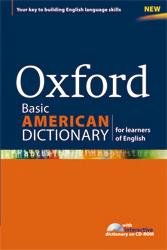 Your key to building English language skills
NEW
Oxford
Basic
AMERICAN
DICTIONARY
for learners
of English
with
interactive
dictionary on CD-ROM